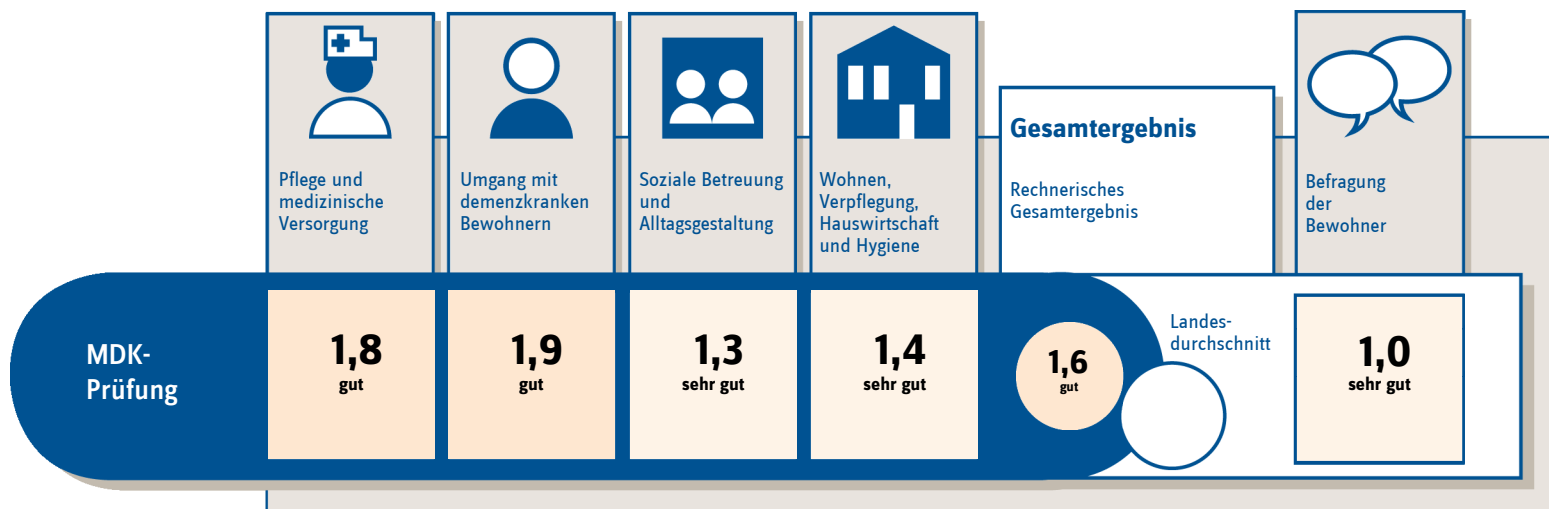 Pflege und
medizinische
Versorgung
Umgang mit
demenzkranken
Bewohnern
Soziale Betreuung
und
Alltagsgestaltung
Wohnen,
Verpflegung,
Hauswirtschaft
und Hygiene
Gesamtergebnis
Rechnerisches
Gesamtergebnis
Befragung
der
Bewohner
MDK-
Prüfung
1,8
gut
1,9
gut
1,3
sehr gut
1,4
sehr gut
1,6
gut
Landes-
durchschnitt
1,0
sehr gut